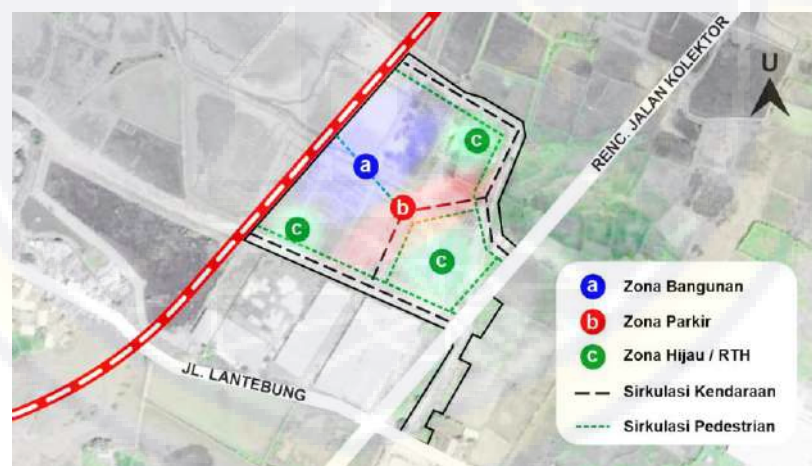 U
RENC. JALAN KOLEKTOR
c
a
b
c
c
JL. LANTEBUNG
a Zona Bangunan
b Zona Parkir
c Zona Hijau / RTH
Sirkulasi Kendaraan
Sirkulasi Pedestrian